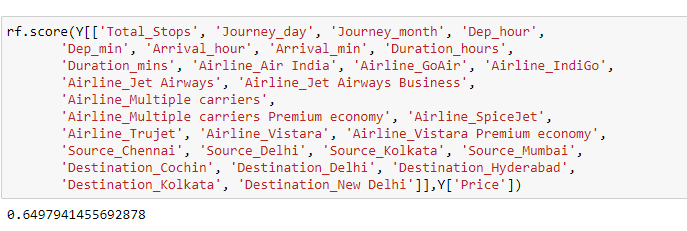 rf.score(Y[['Total_Stops', 'Journey_day', 'Journey_month', 'Dep_hour',
'Dep_min', 'Arrival_hour', 'Arrival_min', 'Duration_hours',
'Duration_mins', 'Airline_Air India', 'Airline_GoAir', 'Airline_IndiGo',
'Airline_Jet Airways', 'Airline_Jet Airways Business',
'Airline_Multiple carriers',
'Airline_Multiple carriers Premium economy', 'Airline_SpiceJet',
'Airline_Trujet', 'Airline_Vistara', 'Airline_Vistara Premium economy',
'Source_Chennai', 'Source_Delhi', 'Source_Kolkata', 'Source_Mumbai',
'Destination_Cochin', 'Destination_Delhi', 'Destination_Hyderabad',
'Destination_Kolkata', 'Destination_New Delhi']],Y['Price'])
0.6497941455692878